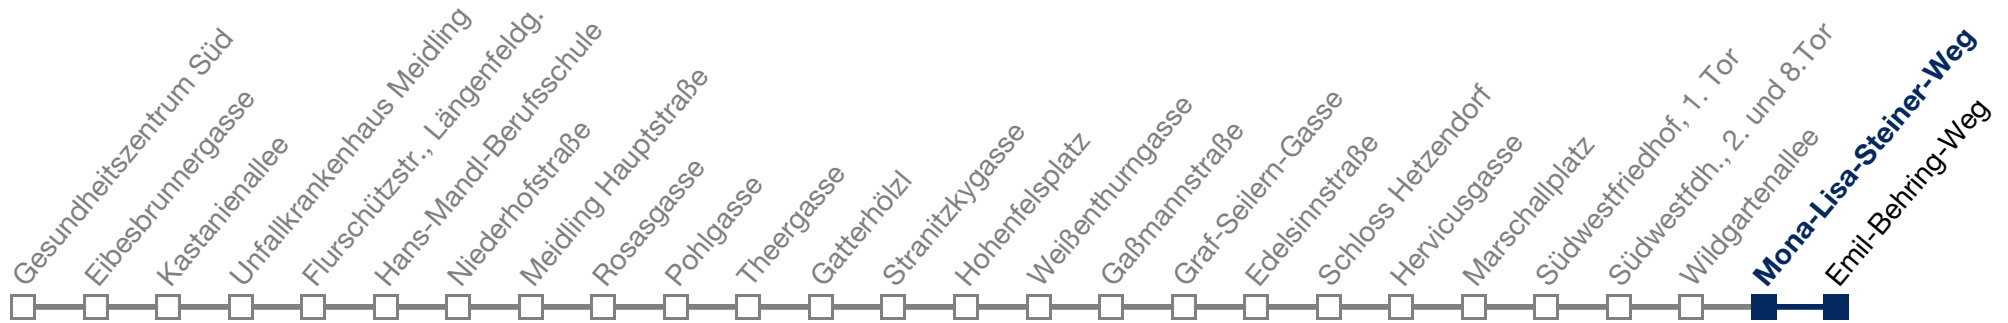 Gesundheitszentrum Süd
Eibesbrunnergasse
Kastanienallee
Unfallkrankenhaus Meidling
Flurschützstr., Längenfeldg.
Hans-Mandl-Berufsschule
Niederhofstraße
Meidling Hauptstraße
Rosasgasse
Pohlgasse
Theergasse
Gatterhölzl
Stranitzkygasse
Hohenfelsplatz
Weißenthurngasse
Gaßmannstraße
Graf-Seilern-Gasse
Edelsinnstraße
Schloss Hetzendorf
Hervicusgasse
Marschallplatz
Südwestfriedhof, 1. Tor
Südwestfdh., 2. und 8.Tor
Wildgartenallee
Mona-Lisa-Steiner-Weg
Emil-Behring-Weg